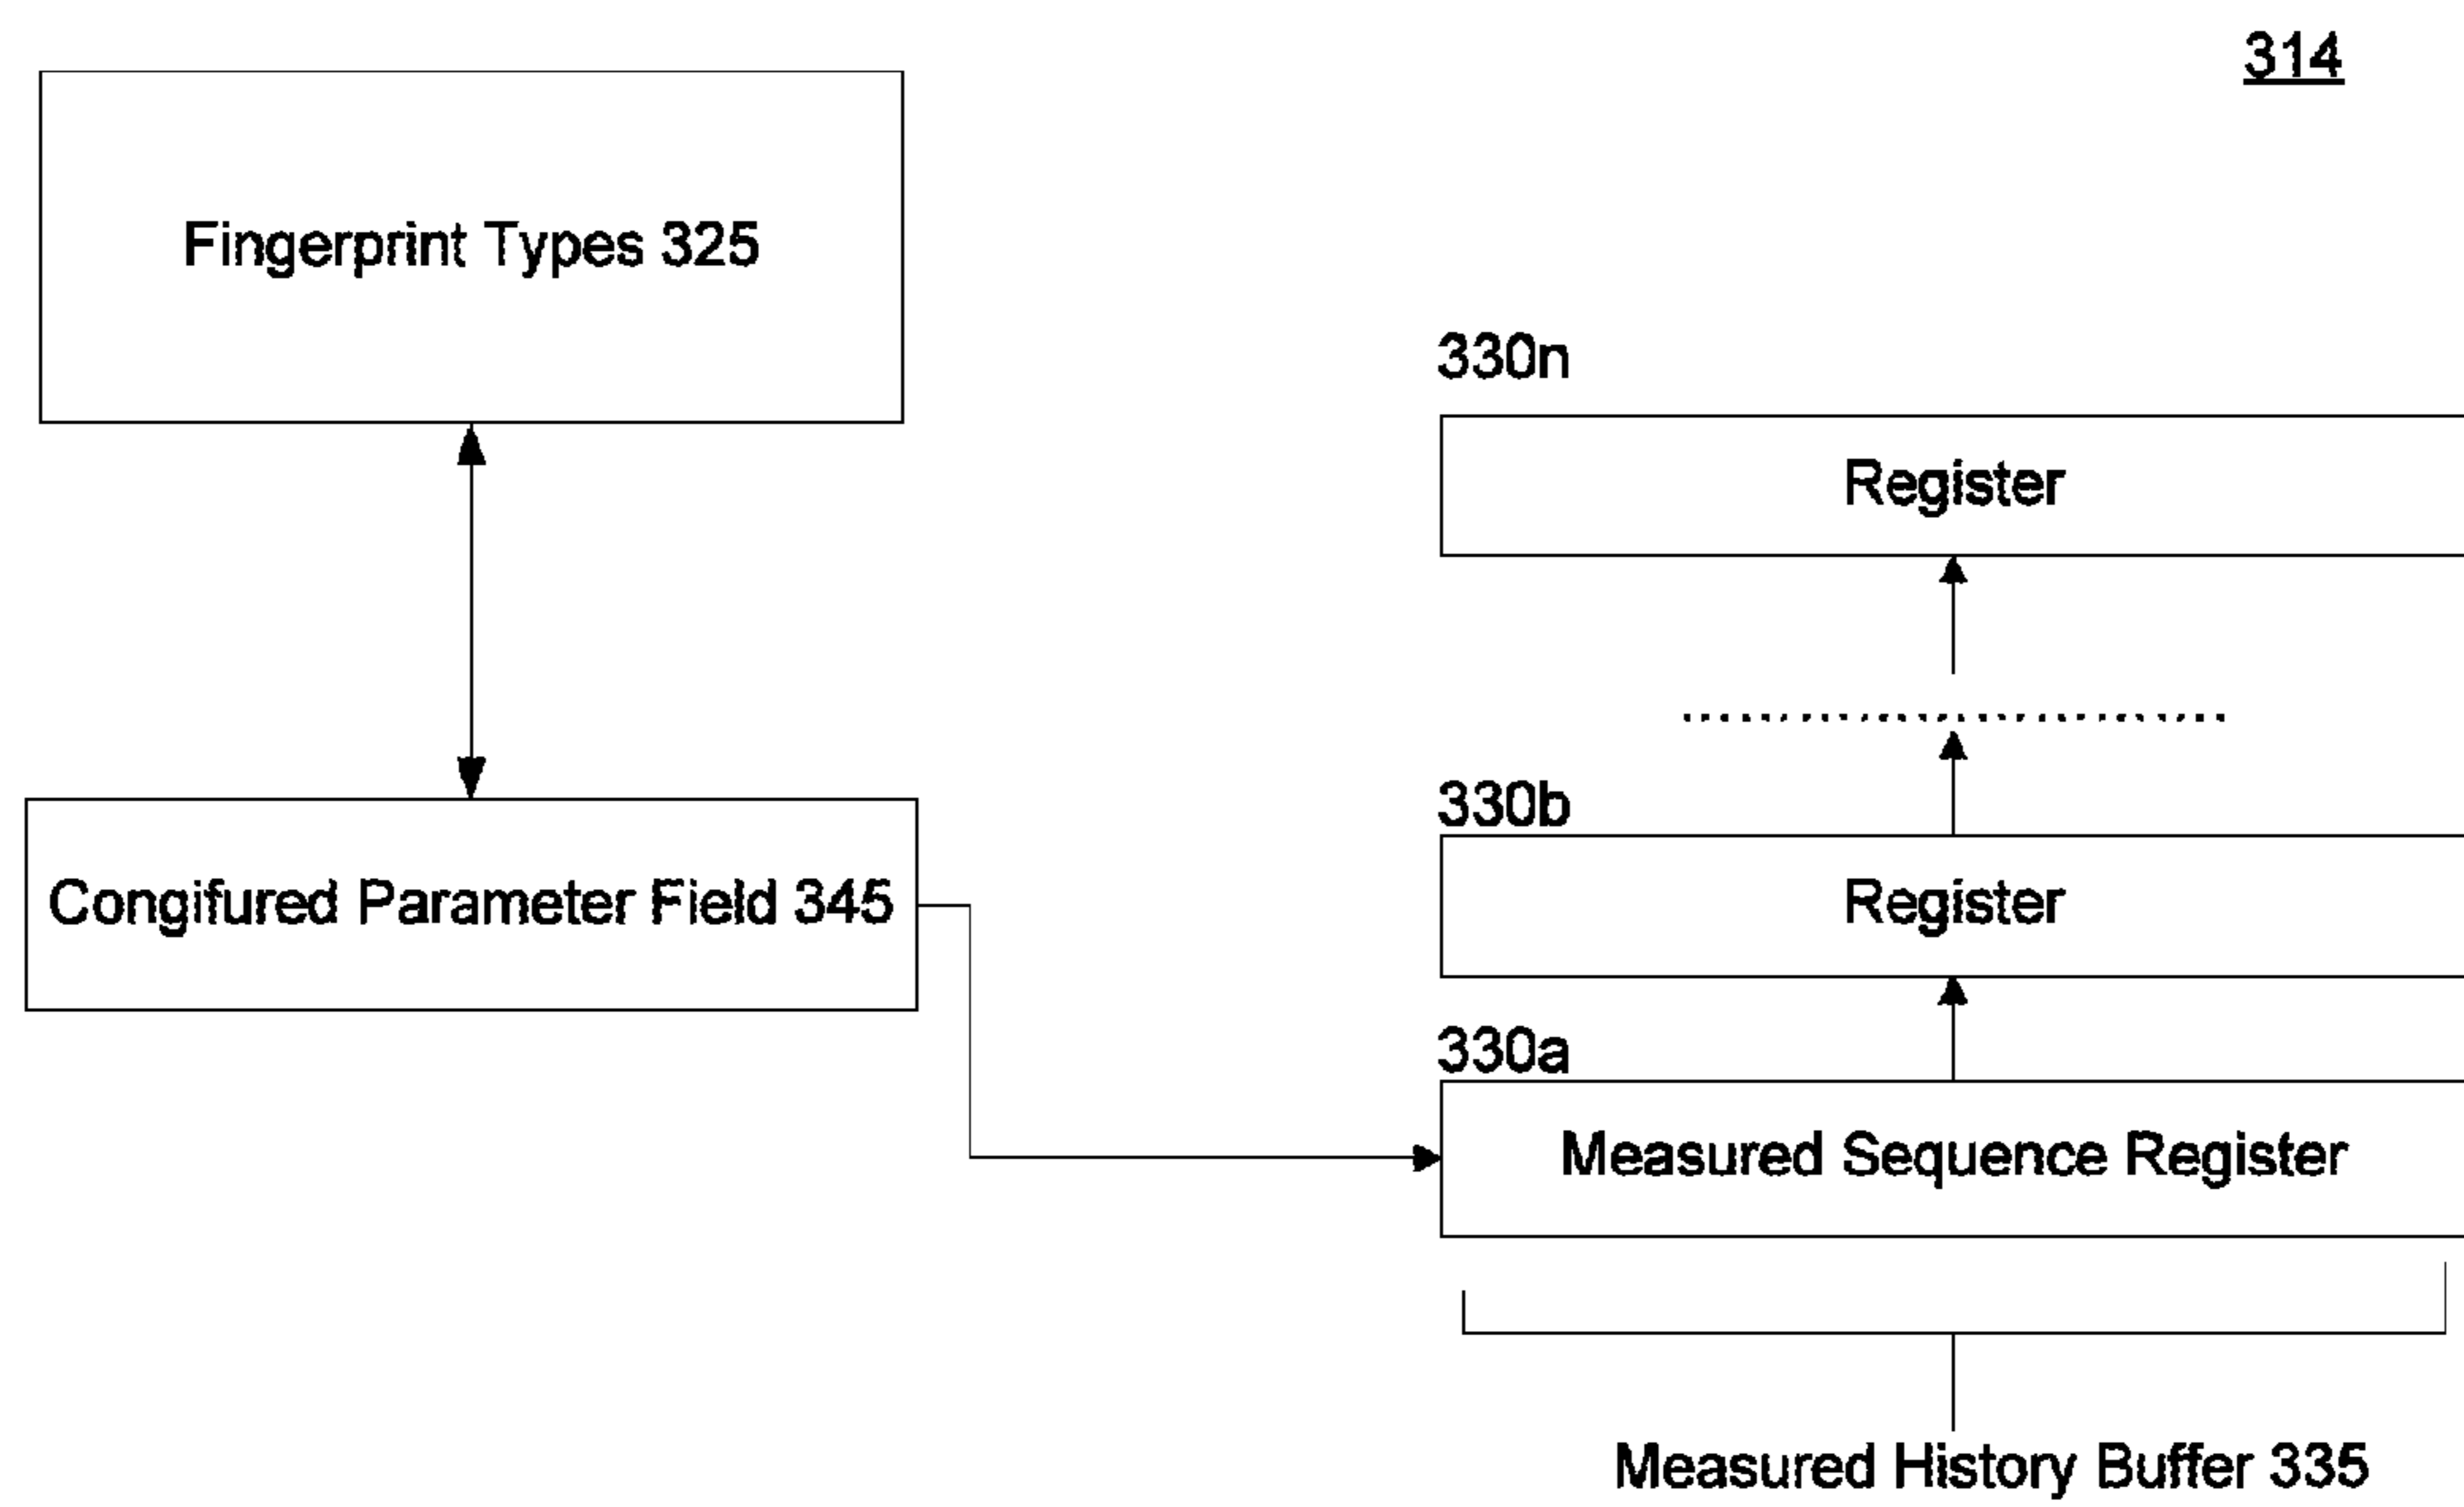 314
Fingerprint Types 325
330n
Register
330b
Congifured Parameter Field 345
Register
330a
Measured Sequence Register
Measured History Buffer 335